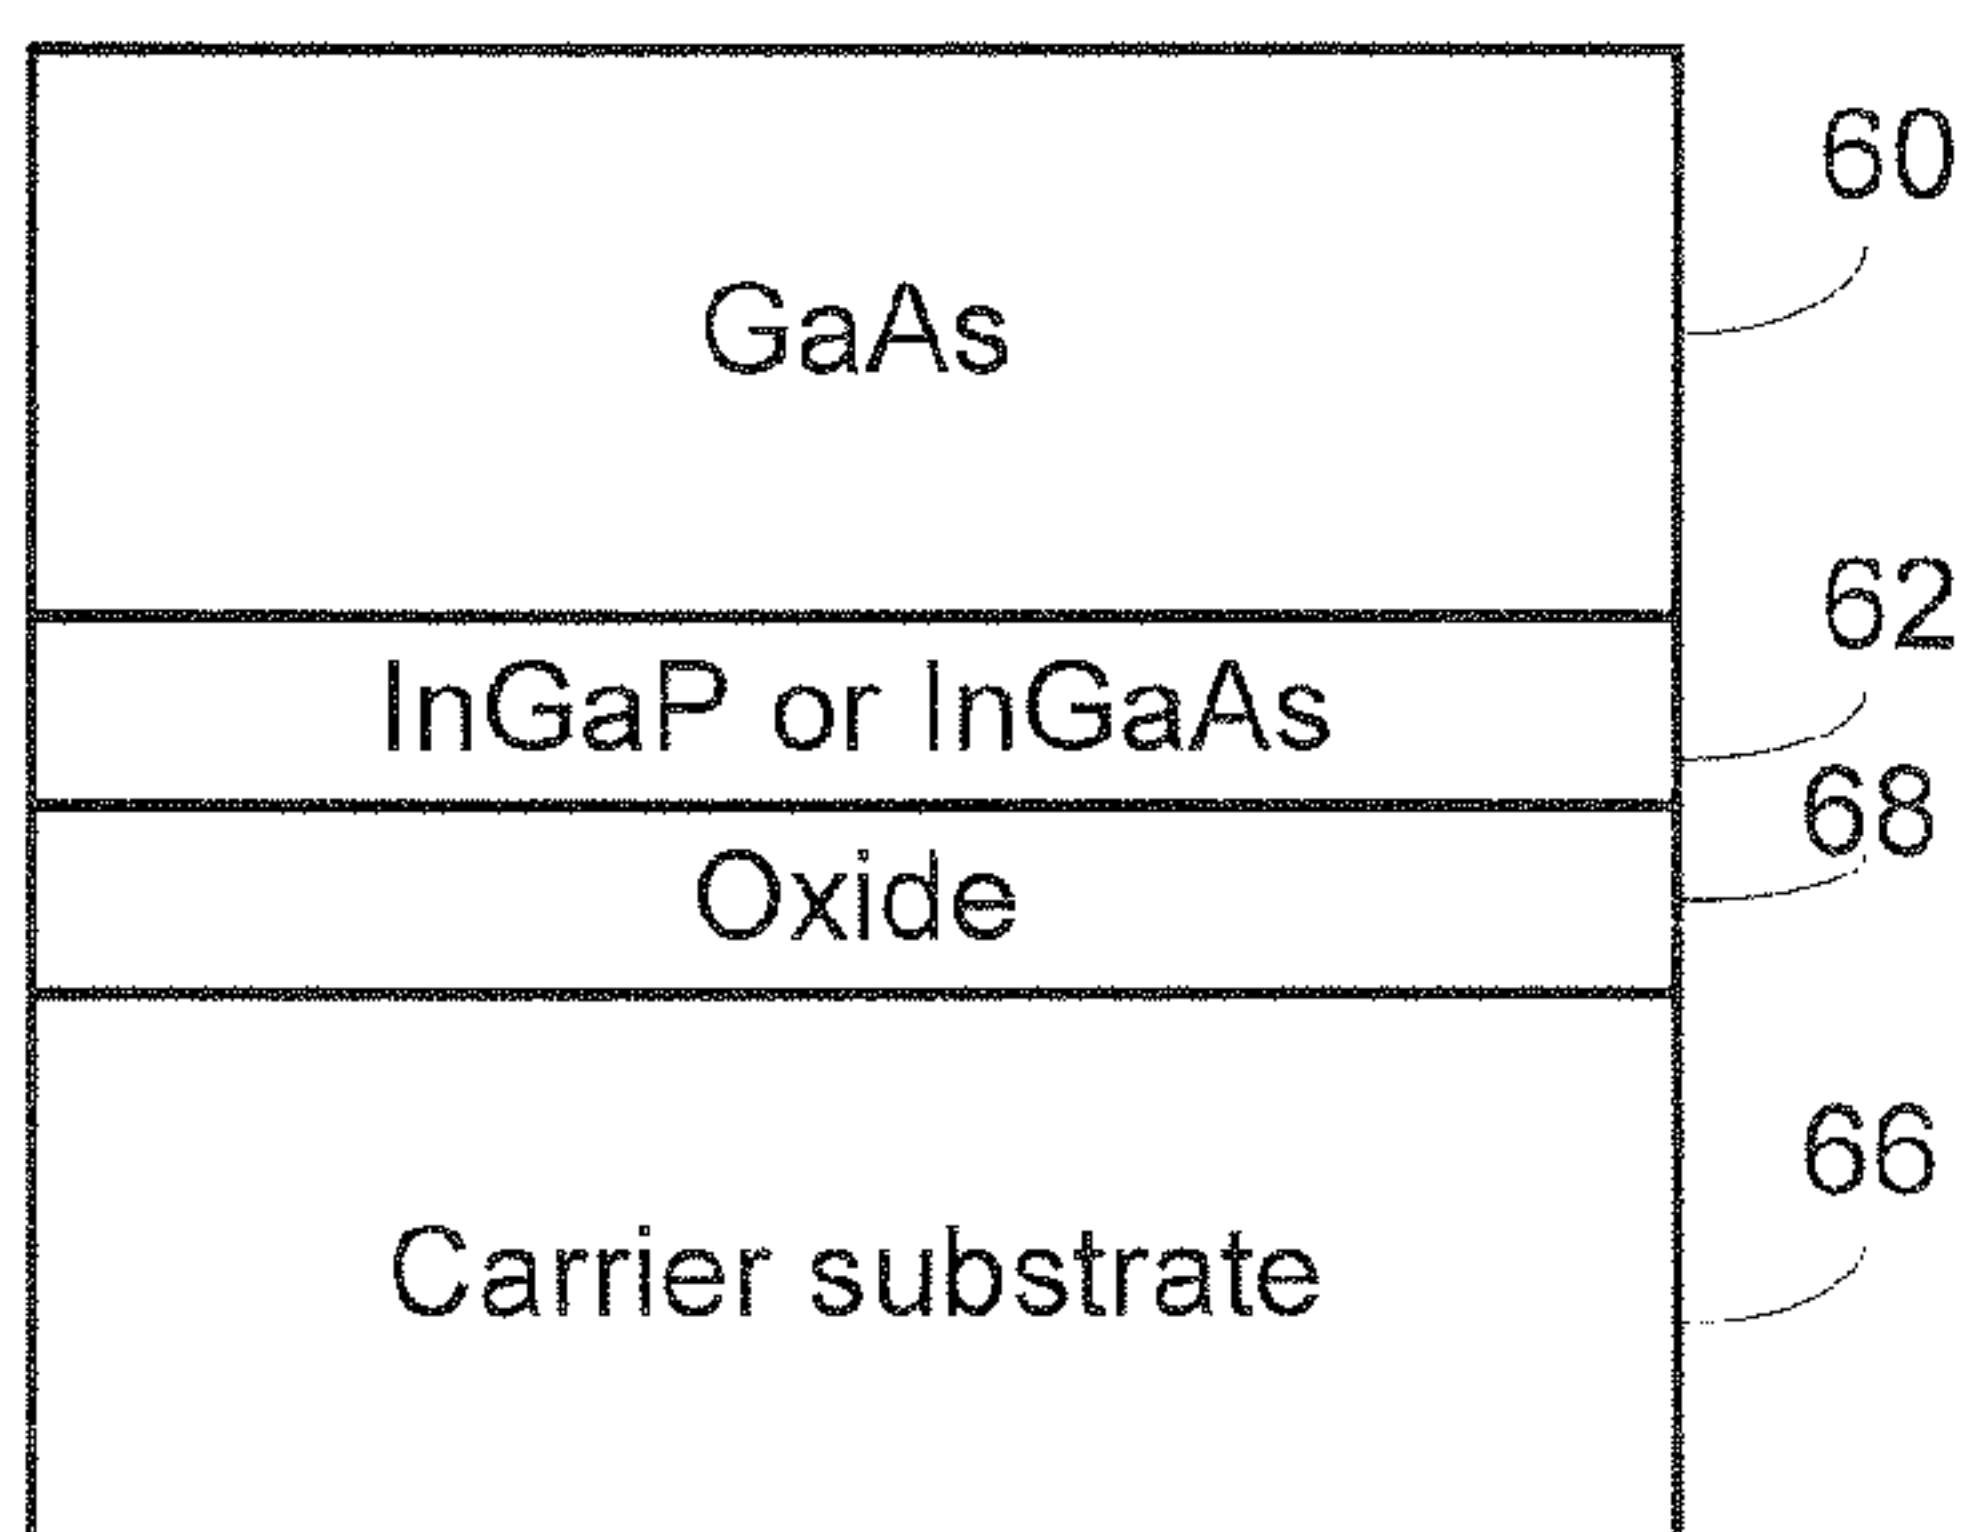 60
GaAs
62
InGaP or InGaAs
68
Oxide
66
Carrier substrate